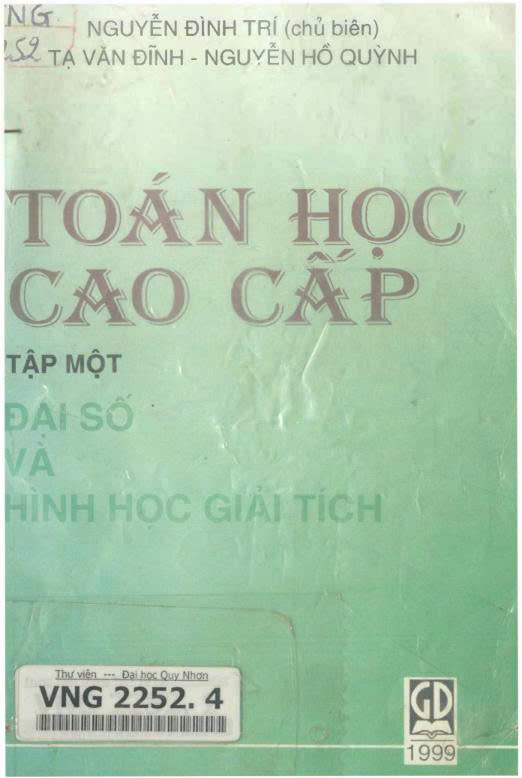 NG
NGUYỄN ĐÌNH TRÍ (chủ biên)
252
TẠ VĂN ĐĨNH - NGUYỄN HỒ QUỲNH
TOÁN HỌC
CAO CẤP
TẬP MỘT
ĐẠI SỐ
VÀ
HÌNH HỌC GIẢI TÍCH
Thư viện --- Đại học Quy Nhơn
VNG 2252. 4
GD
1999